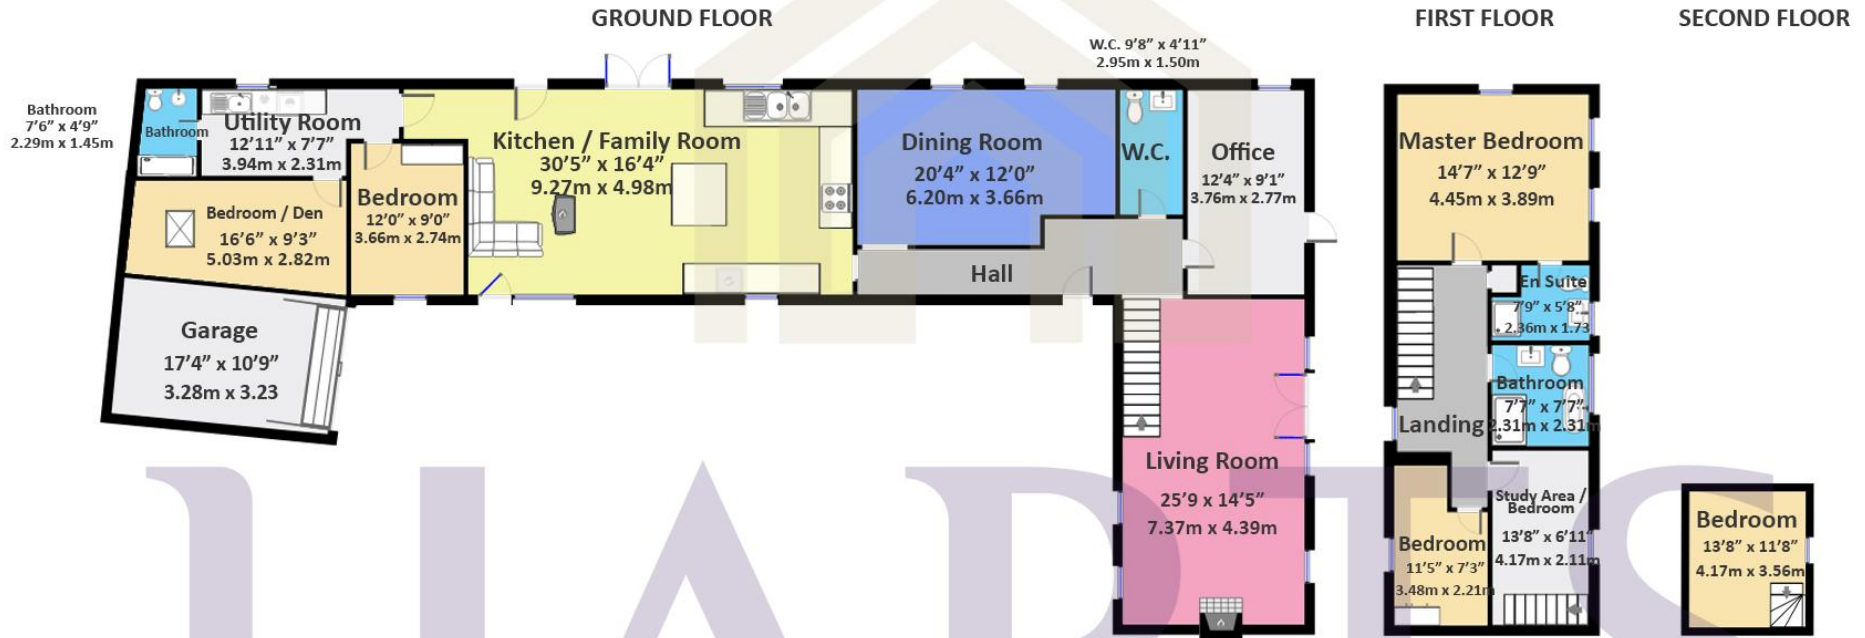 GROUND FLOOR
FIRST FLOOR
SECOND FLOOR
W.C. 9'8" x 4'11"
2.95m x 1.50m
Bathroom
7'6" x 4'9"
2.29m x 1.45m
Bathroom
Utility Room
12'11" x 7'7"
3.94m x 2.31m
Kitchen / Family Room
30'5" x 16'4"
9.27m x 4.98m
Dining Room
20'4" x 12'0"
6.20m x 3.66m
W.C.
Office
12'4" x 9'1"
3.76m x 2.77m
Bedroom / Den
16'6" x 9'3"
5.03m x 2.82m
Bedroom
12'0" x 9'0"
3.66m x 2.74m
Hall
Garage
17'4" x 10'9"
3.28m x 3.23
Living Room
25'9 x 14'5"
7.37m x 4.39m
Master Bedroom
14'7" x 12'9"
4.45m x 3.89m
En Suite
7'9" x 5'8"
2.36m x 1.73
Bathroom
7'7" x 7'7"
2.31m x 2.31m
Landing
Study Area /
Bedroom
13'8" x 6'11"
4.17m x 2.11m
Bedroom
11'5" x 7'3"
3.48m x 2.21m
Bedroom
13'8" x 11'8"
4.17m x 3.56m